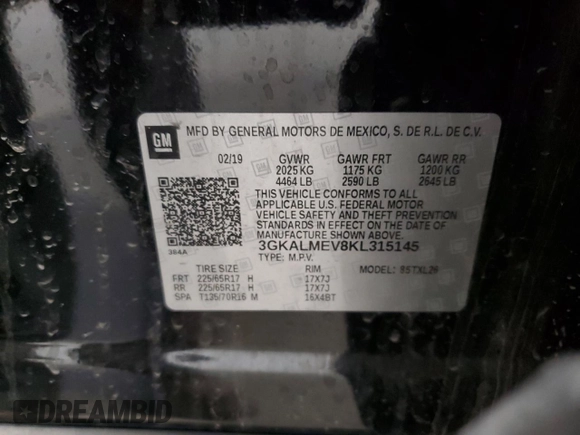 GM
MFD BY GENERAL MOTORS DE MEXICO, S. DE R.L. DE C.V.
02/19 GVWR GAWR FRT GAWR RR
2025 KG 1175 KG 1200 KG
4464 LB 2590 LB 2645 LB
THIS VEHICLE CONFORMS TO ALL
APPLICABLE U.S. FEDERAL MOTOR
VEHICLE SAFETY AND THEFT PREVENTION
STANDARDS IN EFFECT ON THE DATE OF
MANUFACTURE SHOWN ABOVE.
384A 3GKALMEV8KL315145
TYPE: M.P.V.
TIRE SIZE RIM MODEL:
FRT 225/65R17 H 17X7J
RR 225/65R17 H 17X7J
SPA T135/70R16 M 16X4BT
DREAMBID